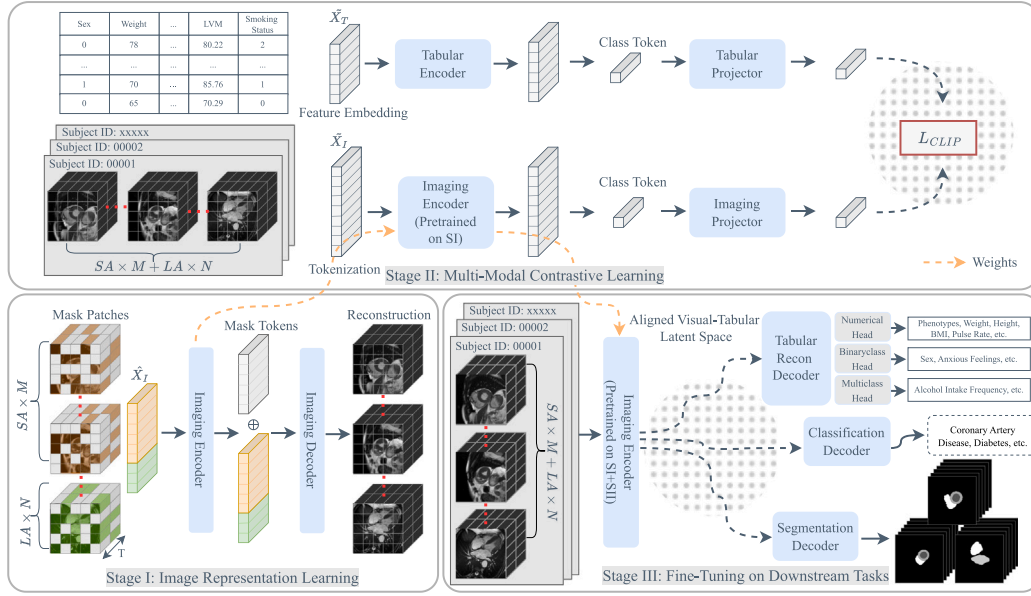 Sex Weight ... LVM Smoking Status
0 78 ... 80.22 2
... ... ... ...
1 70 ... 85.76 1
0 65 ... 70.29 0
X̃_T
Feature Embedding
Tabular Encoder
Class Token
Tabular Projector
L_CLIP
Subject ID: xxxxx
Subject ID: 00002
Subject ID: 00001
SA × M + LA × N
X̃_I
Tokenization
Imaging Encoder (Pretrained on SI)
Class Token
Imaging Projector
Weights
Stage II: Multi-Modal Contrastive Learning
Mask Patches
SA × M
LA × N
T
X̂_I
Imaging Encoder
Mask Tokens
⊕
Imaging Decoder
Reconstruction
Stage I: Image Representation Learning
Subject ID: xxxxx
Subject ID: 00002
Subject ID: 00001
SA × M + LA × N
Imaging Encoder
(Pretrained on SI+SII)
Aligned Visual-Tabular
Latent Space
Tabular
Recon
Decoder
Numerical
Head
Phenotypes, Weight, Height,
BMI, Pulse Rate, etc.
Binaryclass
Head
Sex, Anxious Feelings, etc.
Multiclass
Head
Alcohol Intake Frequency, etc.
Classification
Decoder
Coronary Artery
Disease, Diabetes, etc.
Segmentation
Decoder
Stage III: Fine-Tuning on Downstream Tasks